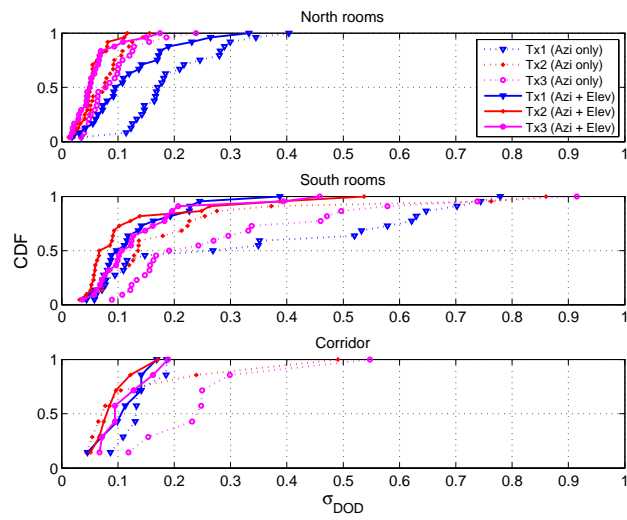 North rooms
1
0.5
0
0 0.1 0.2 0.3 0.4 0.5 0.6 0.7 0.8 0.9 1
Tx1 (Azi only)
Tx2 (Azi only)
Tx3 (Azi only)
Tx1 (Azi + Elev)
Tx2 (Azi + Elev)
Tx3 (Azi + Elev)
South rooms
CDF
1
0.5
0
0 0.1 0.2 0.3 0.4 0.5 0.6 0.7 0.8 0.9 1
Corridor
1
0.5
0
0 0.1 0.2 0.3 0.4 0.5 0.6 0.7 0.8 0.9 1
σDOD